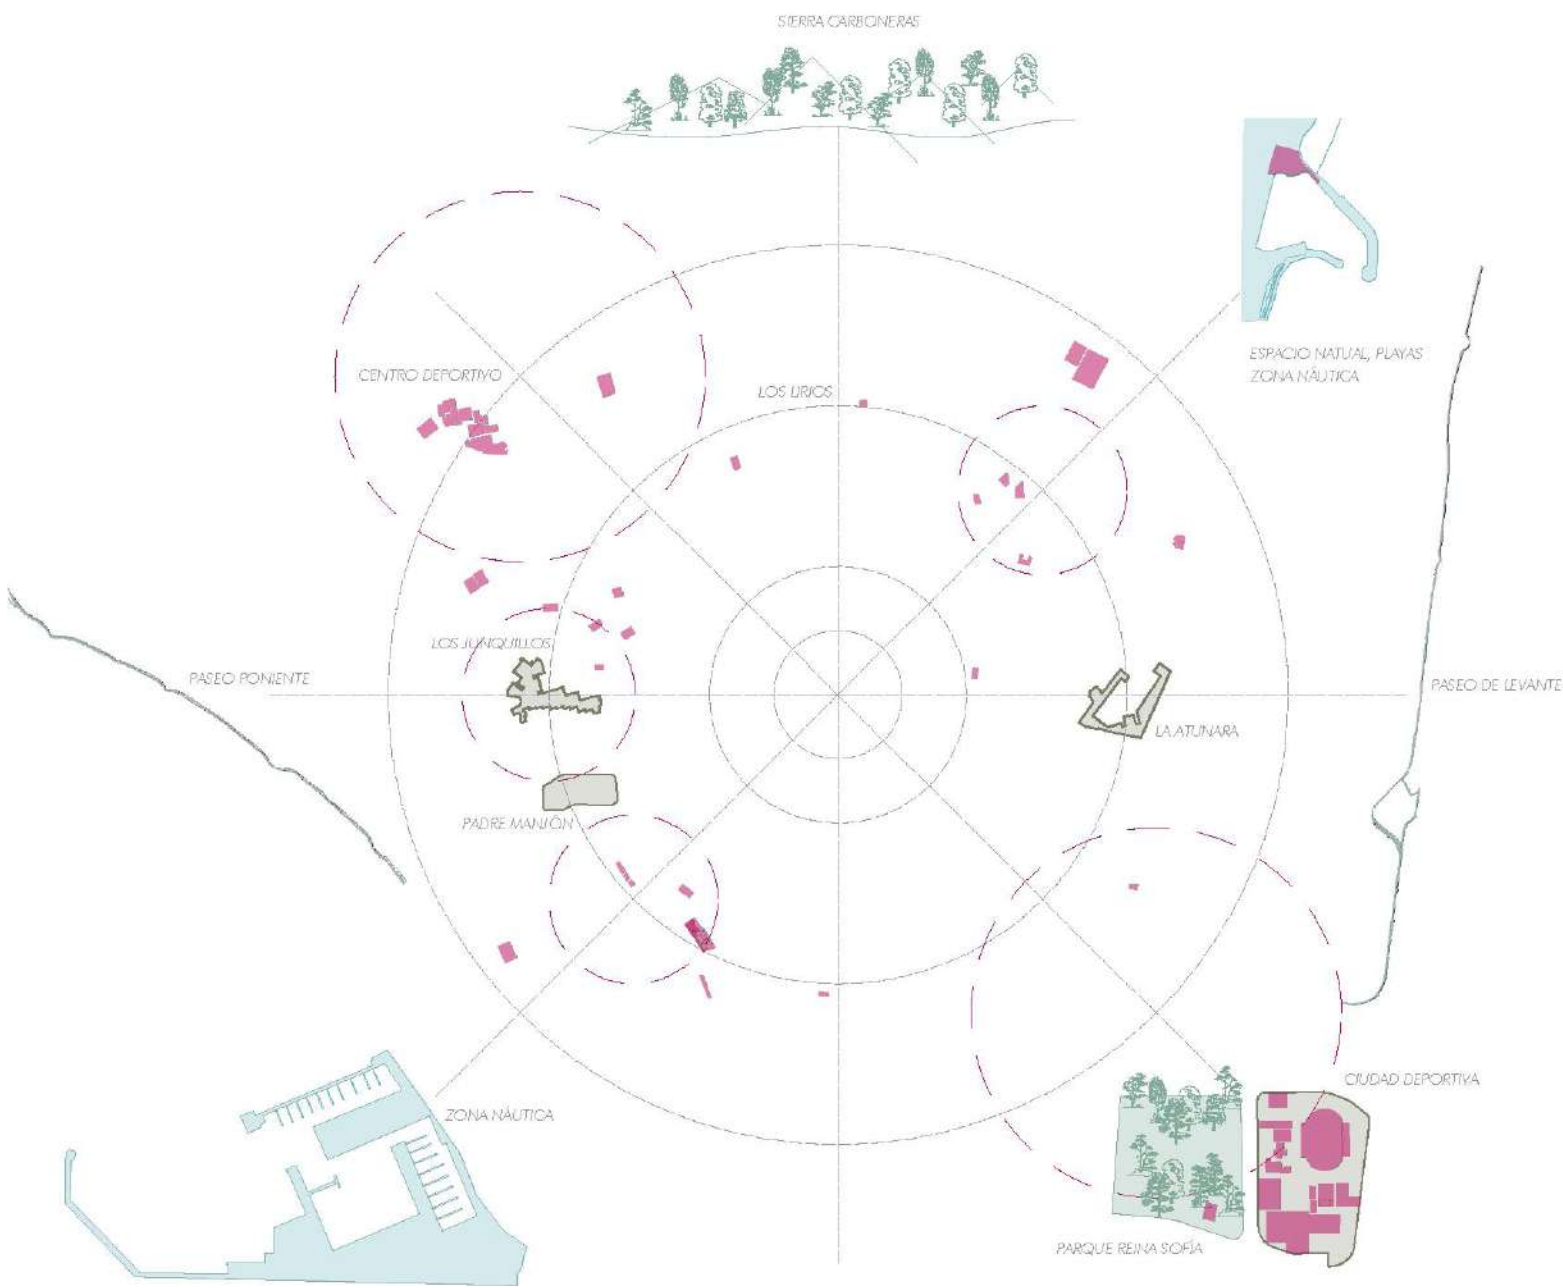 SIERRA CARBONERAS
ESPACIO NATUAL, PLAYAS
ZONA NÁUTICA
CENTRO DEPORTIVO
LOS LIRIOS
LOS JUNQUILLOS
PASEO PONIENTE
PASEO DE LEVANTE
LA ATUNARA
PADRE MANJÓN
CIUDAD DEPORTIVA
ZONA NÁUTICA
PARQUE REINA SOFÍA